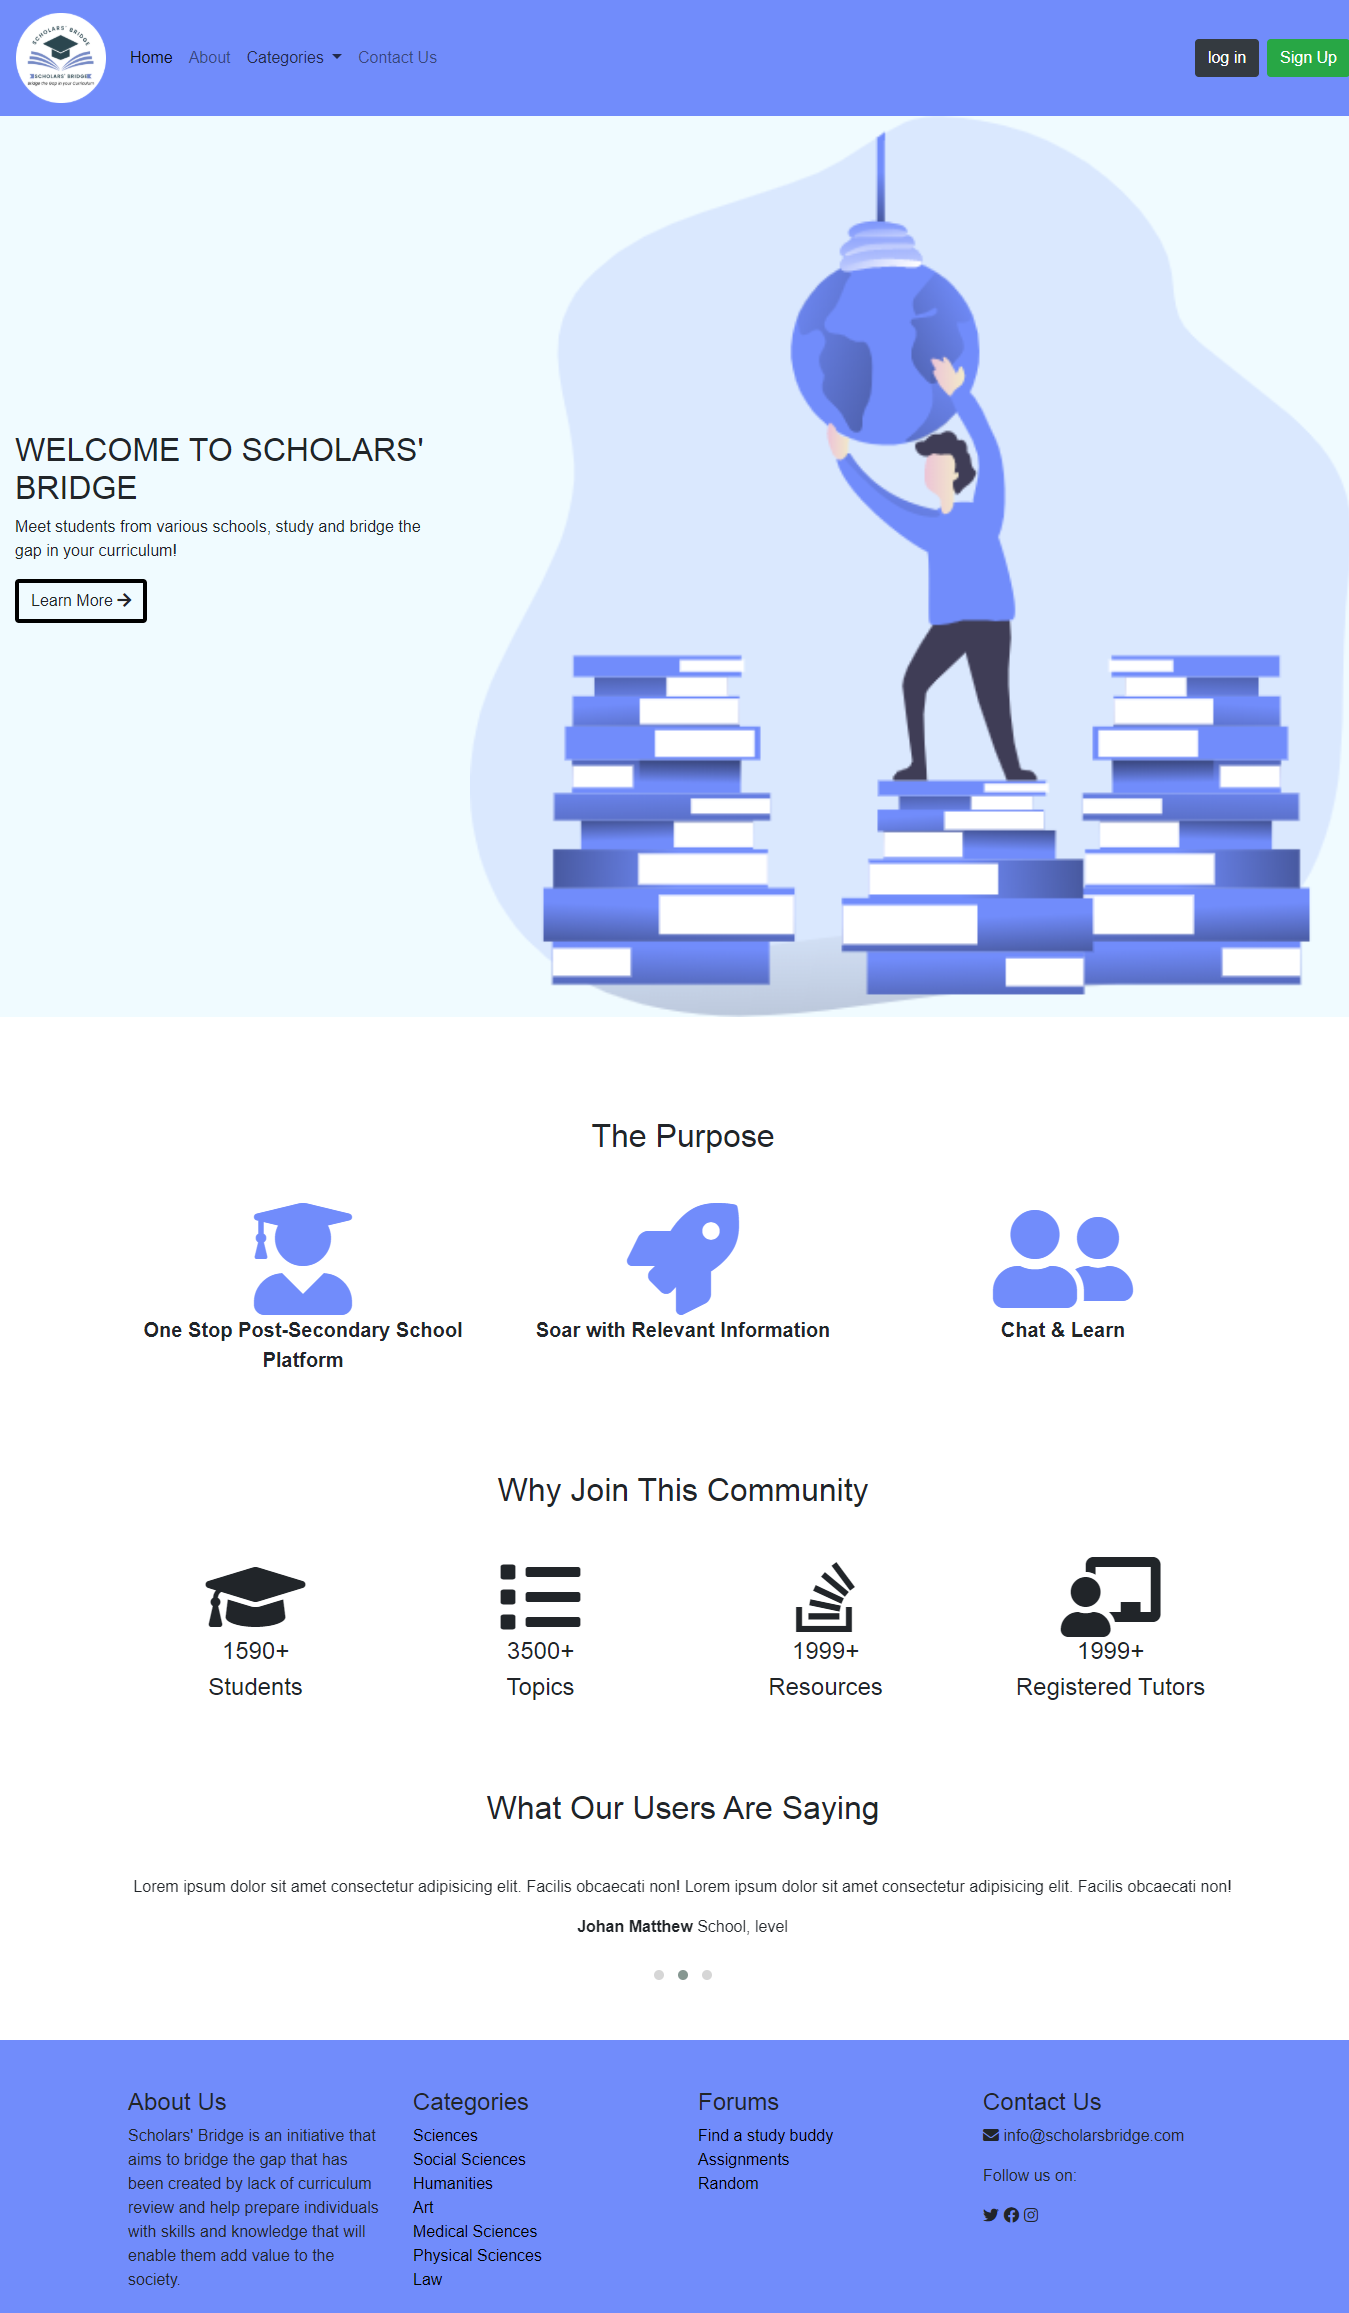 SCHOLARS' BRIDGE
SCHOLARS' BRIDGE
Bridge the Gap in your Curriculum
Home About Categories Contact Us
log in Sign Up
WELCOME TO SCHOLARS'
BRIDGE
Meet students from various schools, study and bridge the
gap in your curriculum!
Learn More
The Purpose
One Stop Post-Secondary School
Platform
Soar with Relevant Information
Chat & Learn
Why Join This Community
1590+
Students
3500+
Topics
1999+
Resources
1999+
Registered Tutors
What Our Users Are Saying
Lorem ipsum dolor sit amet consectetur adipisicing elit. Facilis obcaecati non! Lorem ipsum dolor sit amet consectetur adipisicing elit. Facilis obcaecati non!
Johan Matthew School, level
About Us
Scholars' Bridge is an initiative that
aims to bridge the gap that has
been created by lack of curriculum
review and help prepare individuals
with skills and knowledge that will
enable them add value to the
society.
Categories
Sciences
Social Sciences
Humanities
Art
Medical Sciences
Physical Sciences
Law
Forums
Find a study buddy
Assignments
Random
Contact Us
info@scholarsbridge.com
Follow us on: